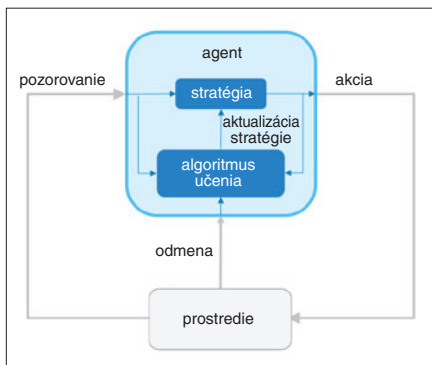 agent
pozorovanie
akcia
stratégia
aktualizácia
stratégie
algoritmus
učenia
odmena
prostredie